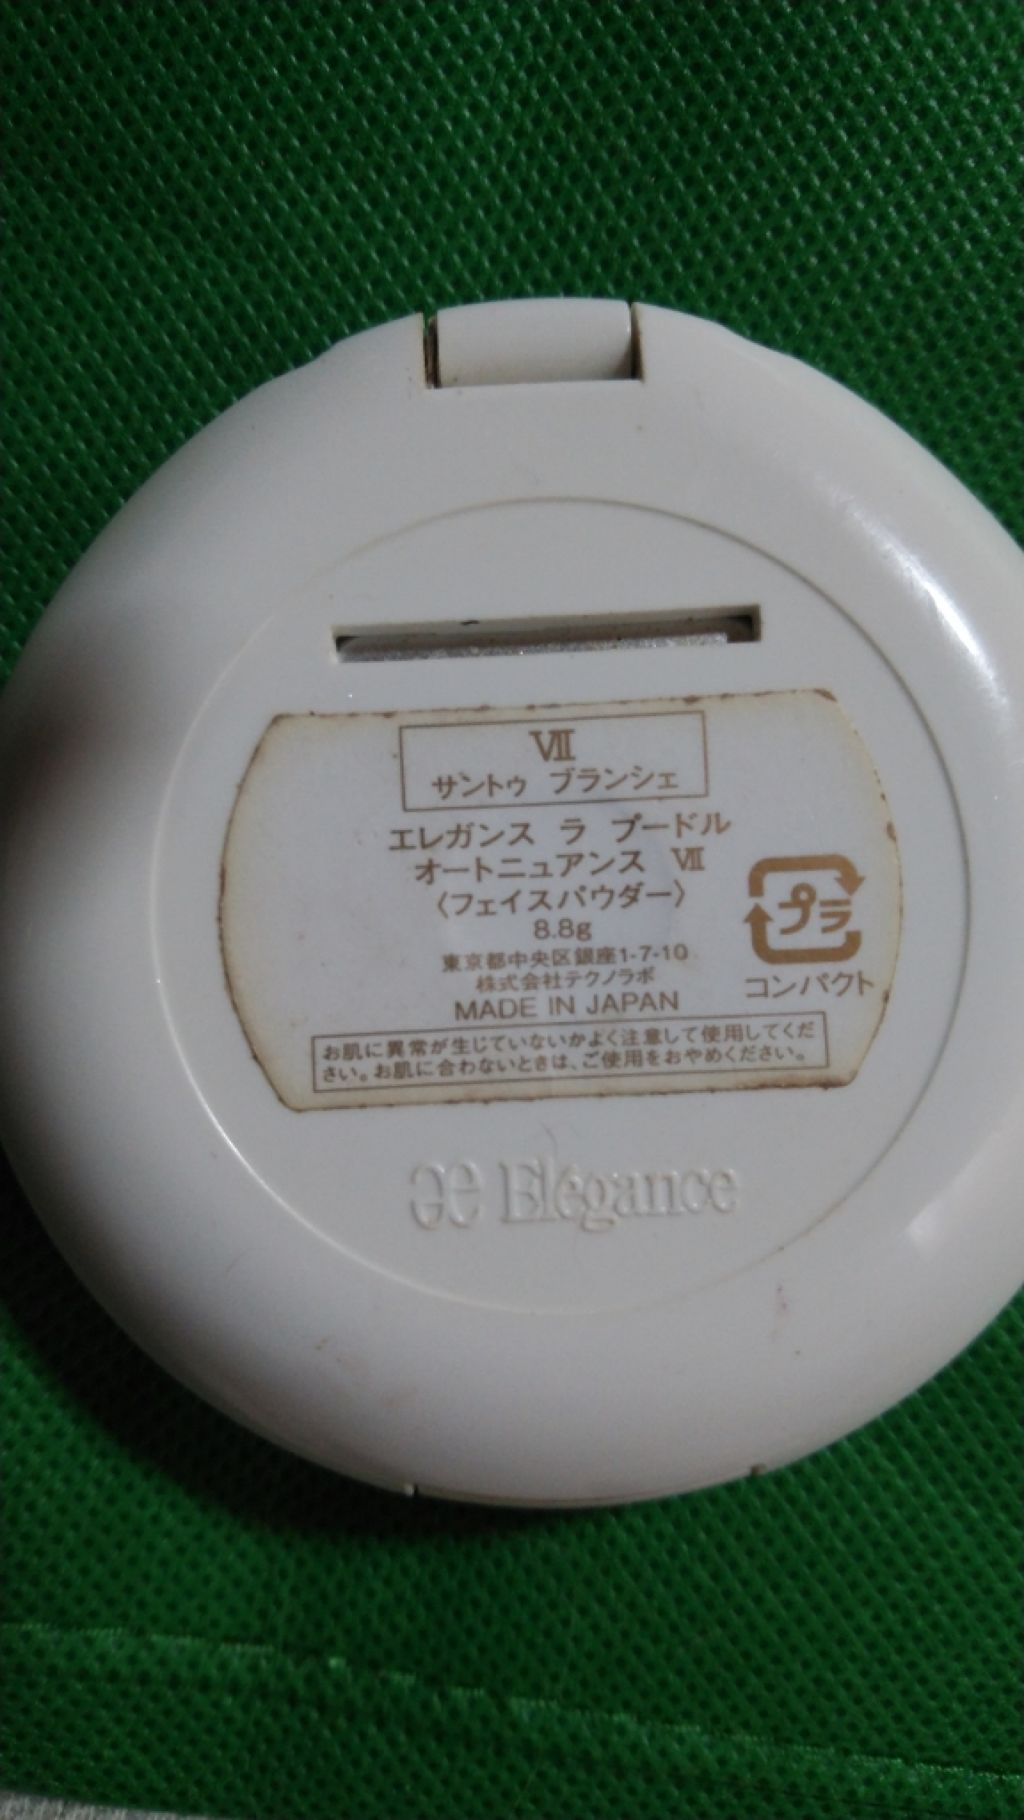 Ⅶ
サントゥ ブランシェ
エレガンス ラ プードル
オートニュアンス Ⅶ
〈フェイスパウダー〉
8.8g
東京都中央区銀座1-7-10
株式会社テクノラボ
MADE IN JAPAN
プラ
コンパクト
お肌に異常が生じていないかよく注意して使用してくだ
さい。お肌に合わないときは、ご使用をおやめください。
ee Elégance